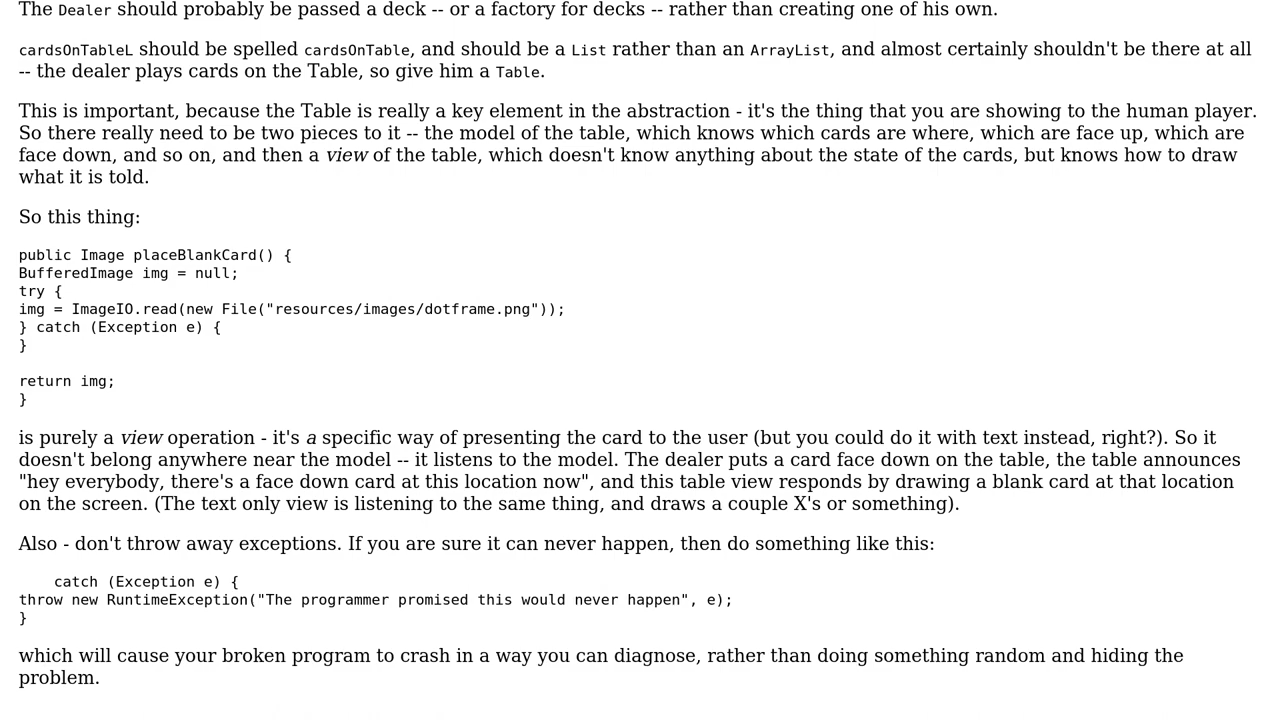 The Dealer should probably be passed a deck -- or a factory for decks -- rather than creating one of his own.
cardsOnTableL should be spelled cardsOnTable, and should be a List rather than an ArrayList, and almost certainly shouldn't be there at all
-- the dealer plays cards on the Table, so give him a Table.
This is important, because the Table is really a key element in the abstraction - it's the thing that you are showing to the human player.
So there really need to be two pieces to it -- the model of the table, which knows which cards are where, which are face up, which are
face down, and so on, and then a view of the table, which doesn't know anything about the state of the cards, but knows how to draw
what it is told.
So this thing:
public Image placeBlankCard() {
BufferedImage img = null;
try {
img = ImageIO.read(new File("resources/images/dotframe.png"));
} catch (Exception e) {
}
return img;
}
is purely a view operation - it's a specific way of presenting the card to the user (but you could do it with text instead, right?). So it
doesn't belong anywhere near the model -- it listens to the model. The dealer puts a card face down on the table, the table announces
"hey everybody, there's a face down card at this location now", and this table view responds by drawing a blank card at that location
on the screen. (The text only view is listening to the same thing, and draws a couple X's or something).
Also - don't throw away exceptions. If you are sure it can never happen, then do something like this:
catch (Exception e) {
throw new RuntimeException("The programmer promised this would never happen", e);
}
which will cause your broken program to crash in a way you can diagnose, rather than doing something random and hiding the
problem.